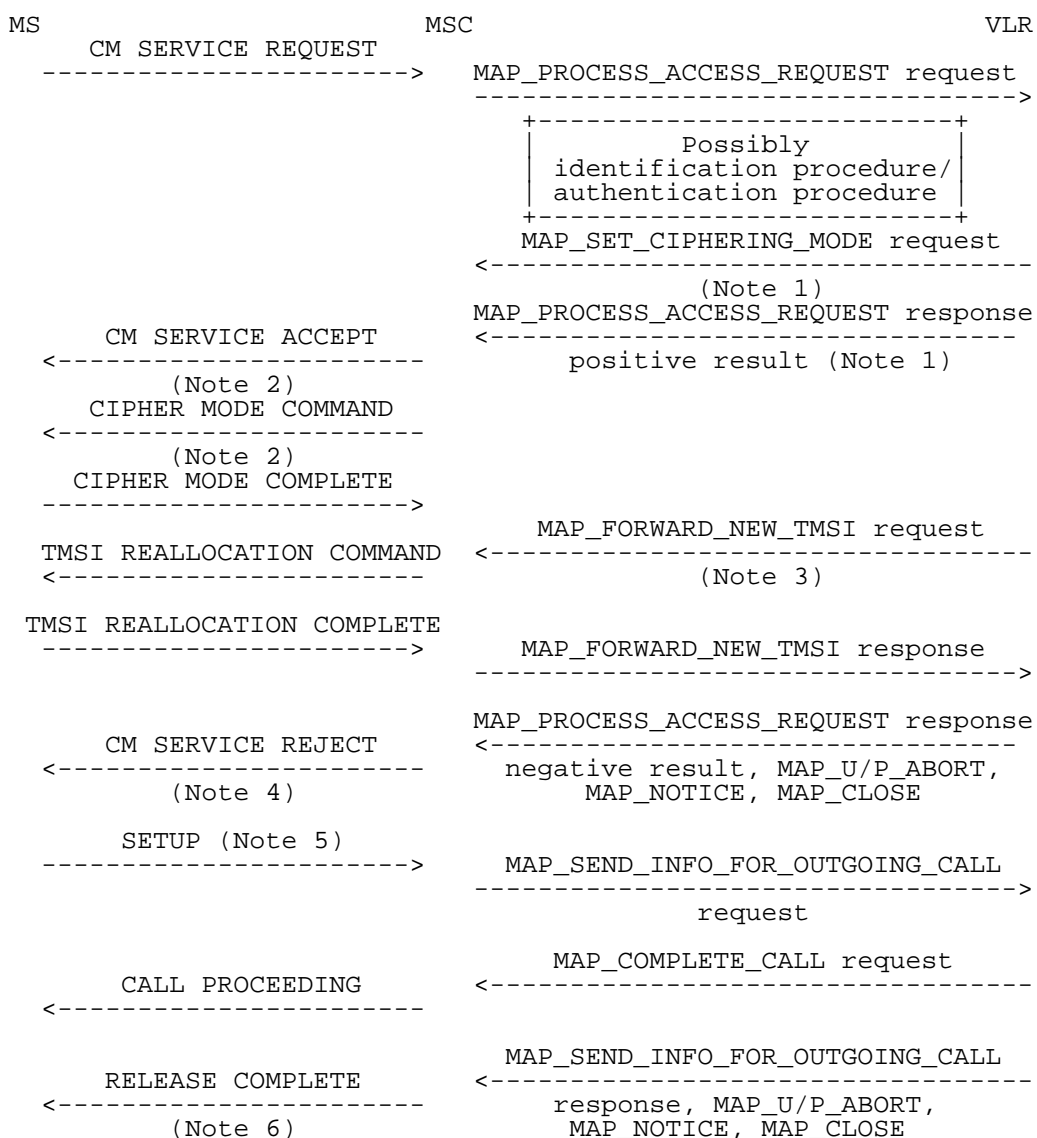 MS MSC VLR
CM SERVICE REQUEST
-----------------------> MAP_PROCESS_ACCESS_REQUEST request
---------------------------------->
+--------------------------+
| Possibly |
| identification procedure/|
| authentication procedure |
+--------------------------+
MAP_SET_CIPHERING_MODE request
<----------------------------------
(Note 1)
MAP_PROCESS_ACCESS_REQUEST response
CM SERVICE ACCEPT <---------------------------------
<----------------------- positive result (Note 1)
(Note 2)
CIPHER MODE COMMAND
<-----------------------
(Note 2)
CIPHER MODE COMPLETE
----------------------->
MAP_FORWARD_NEW_TMSI request
TMSI REALLOCATION COMMAND <----------------------------------
<----------------------- (Note 3)
TMSI REALLOCATION COMPLETE
-----------------------> MAP_FORWARD_NEW_TMSI response
---------------------------------->
MAP_PROCESS_ACCESS_REQUEST response
CM SERVICE REJECT <---------------------------------
<----------------------- negative result, MAP_U/P_ABORT,
(Note 4) MAP_NOTICE, MAP_CLOSE
SETUP (Note 5)
-----------------------> MAP_SEND_INFO_FOR_OUTGOING_CALL
---------------------------------->
request
MAP_COMPLETE_CALL request
CALL PROCEEDING <----------------------------------
<-----------------------
MAP_SEND_INFO_FOR_OUTGOING_CALL
RELEASE COMPLETE <----------------------------------
<----------------------- response, MAP_U/P_ABORT,
(Note 6) MAP_NOTICE, MAP_CLOSE